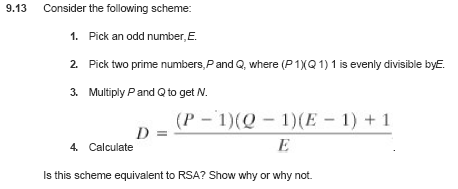 9.13 Consider the following scheme:
1. Pick an odd number, E.
2. Pick two prime numbers, P and Q, where (P 1)(Q 1) 1 is evenly divisible byE.
3. Multiply P and Q to get N.
4. Calculate D = \frac{(P - 1)(Q - 1)(E - 1) + 1}{E} .
Is this scheme equivalent to RSA? Show why or why not.